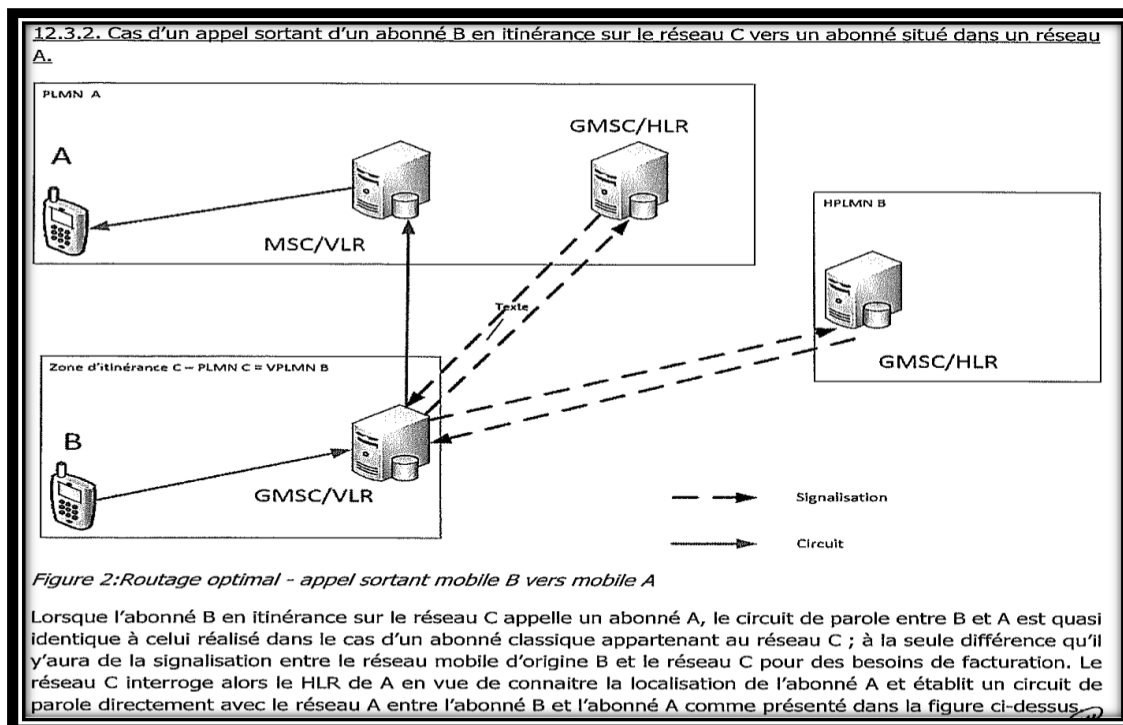 12.3.2. Cas d'un appel sortant d'un abonné B en itinérance sur le réseau C vers un abonné situé dans un réseau
A.
PLMN A
GMSC/HLR
A
MSC/VLR
HPLMN B
Texte
GMSC/HLR
Zone d'itinérance C – PLMN C = VPLMN B
B
GMSC/VLR
Signalisation
Circuit
Figure 2:Routage optimal - appel sortant mobile B vers mobile A
Lorsque l'abonné B en itinérance sur le réseau C appelle un abonné A, le circuit de parole entre B et A est quasi
identique à celui réalisé dans le cas d'un abonné classique appartenant au réseau C ; à la seule différence qu'il
y'aura de la signalisation entre le réseau mobile d'origine B et le réseau C pour des besoins de facturation. Le
réseau C interroge alors le HLR de A en vue de connaitre la localisation de l'abonné A et établit un circuit de
parole directement avec le réseau A entre l'abonné B et l'abonné A comme présenté dans la figure ci-dessus.